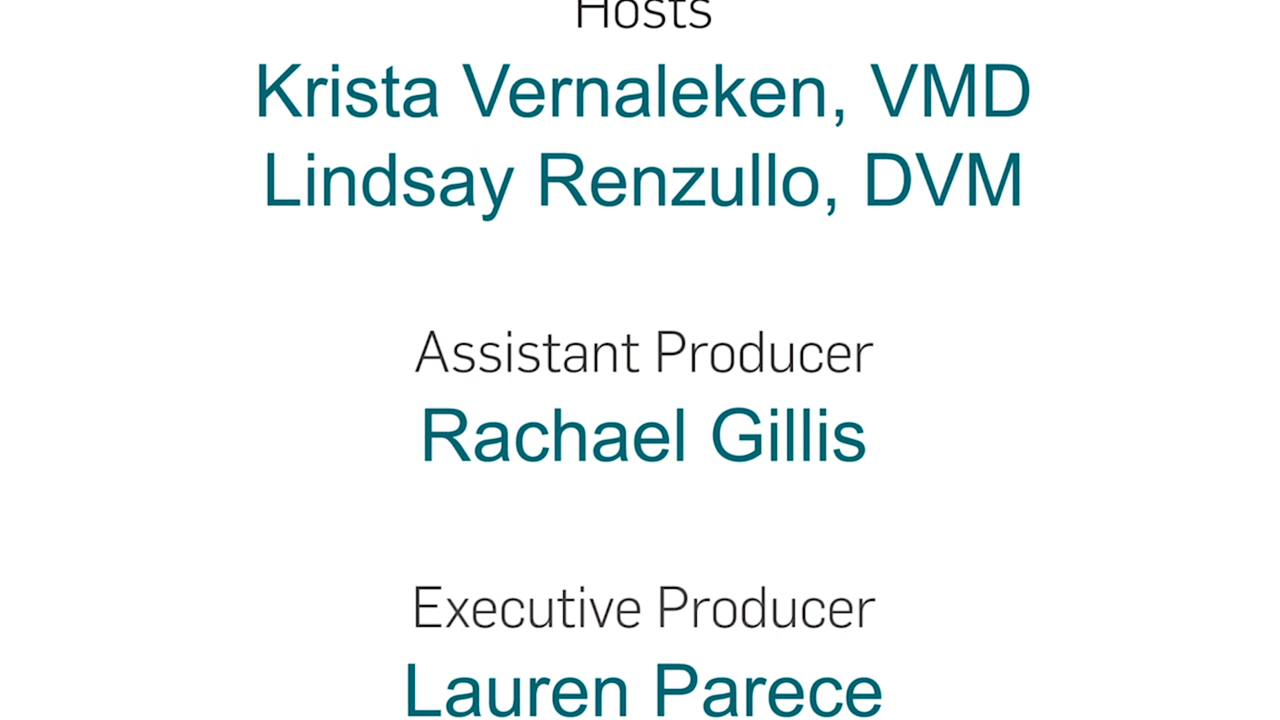 Hosts
Krista Vernaleken, VMD
Lindsay Renzullo, DVM
Assistant Producer
Rachael Gillis
Executive Producer
Lauren Parece